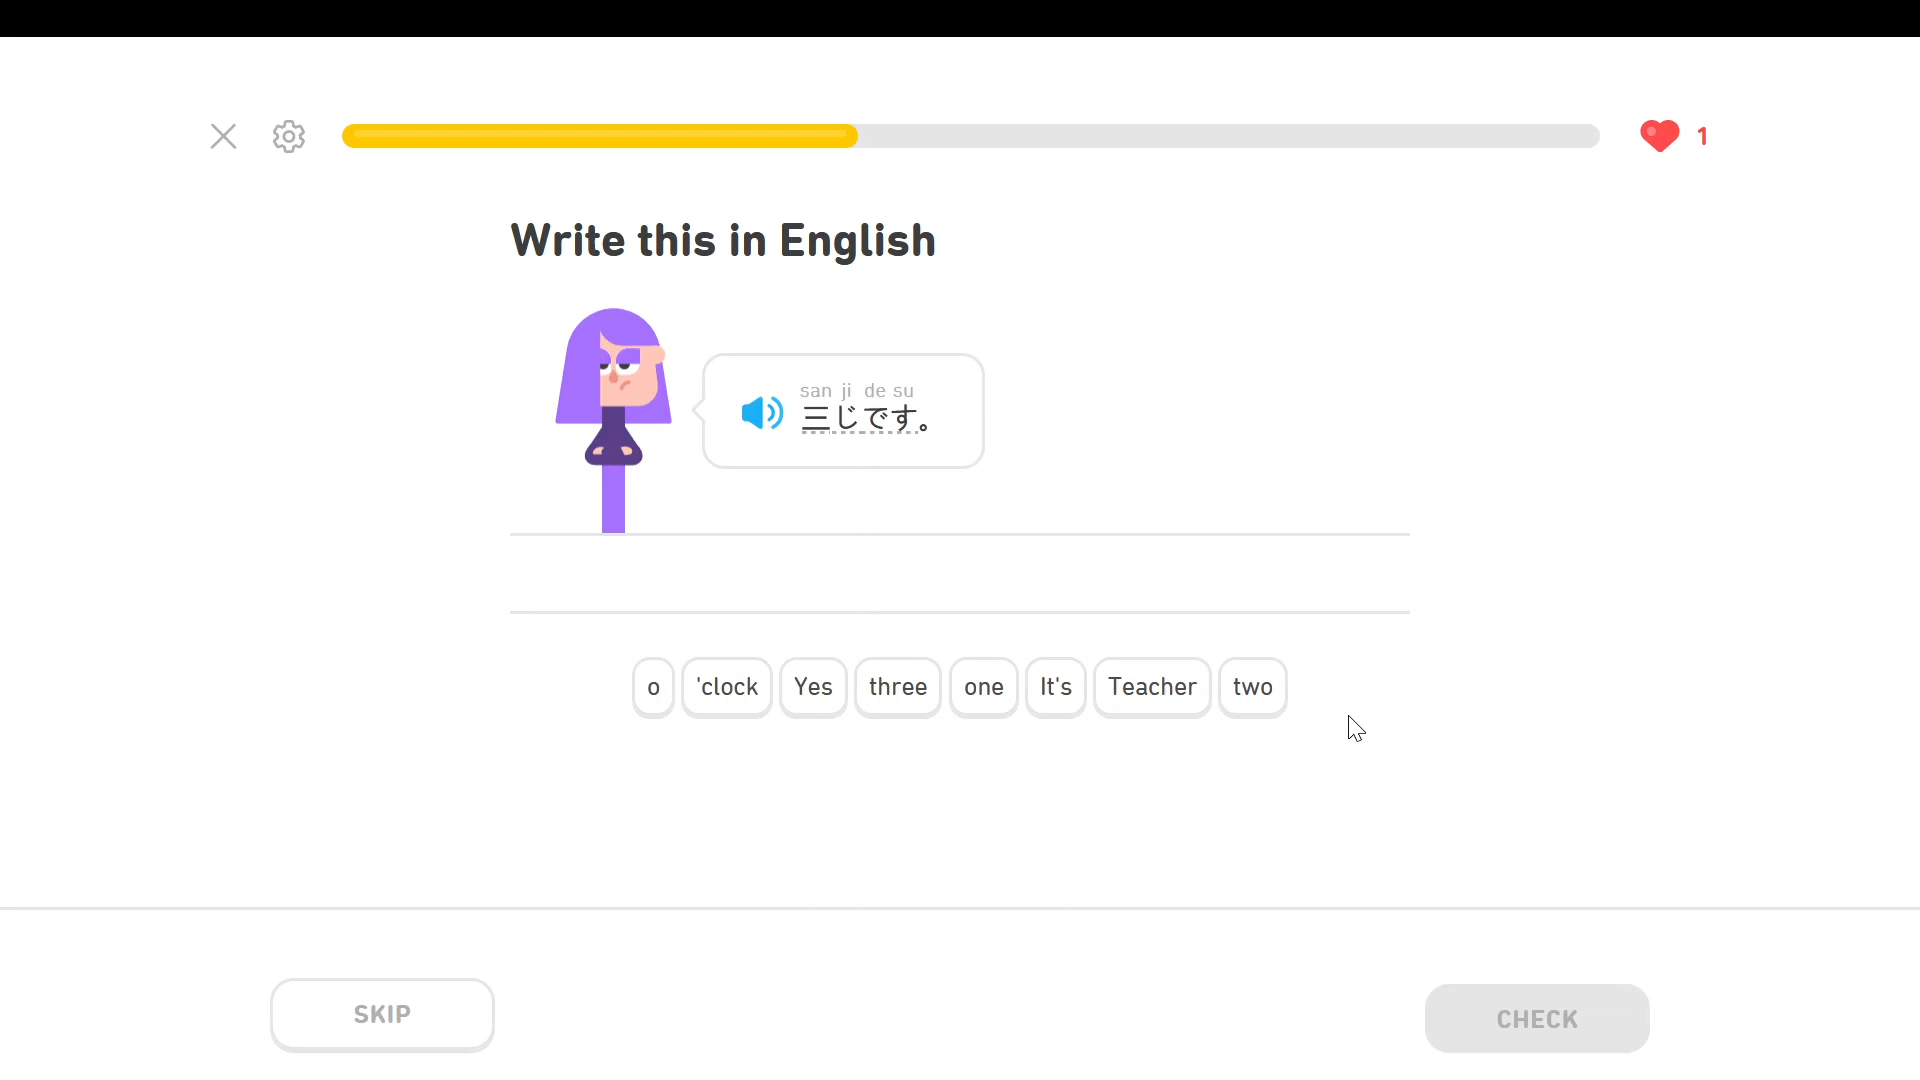 1
Write this in English
san ji de su
三じです。
o 'clock Yes three one It's Teacher two
SKIP CHECK